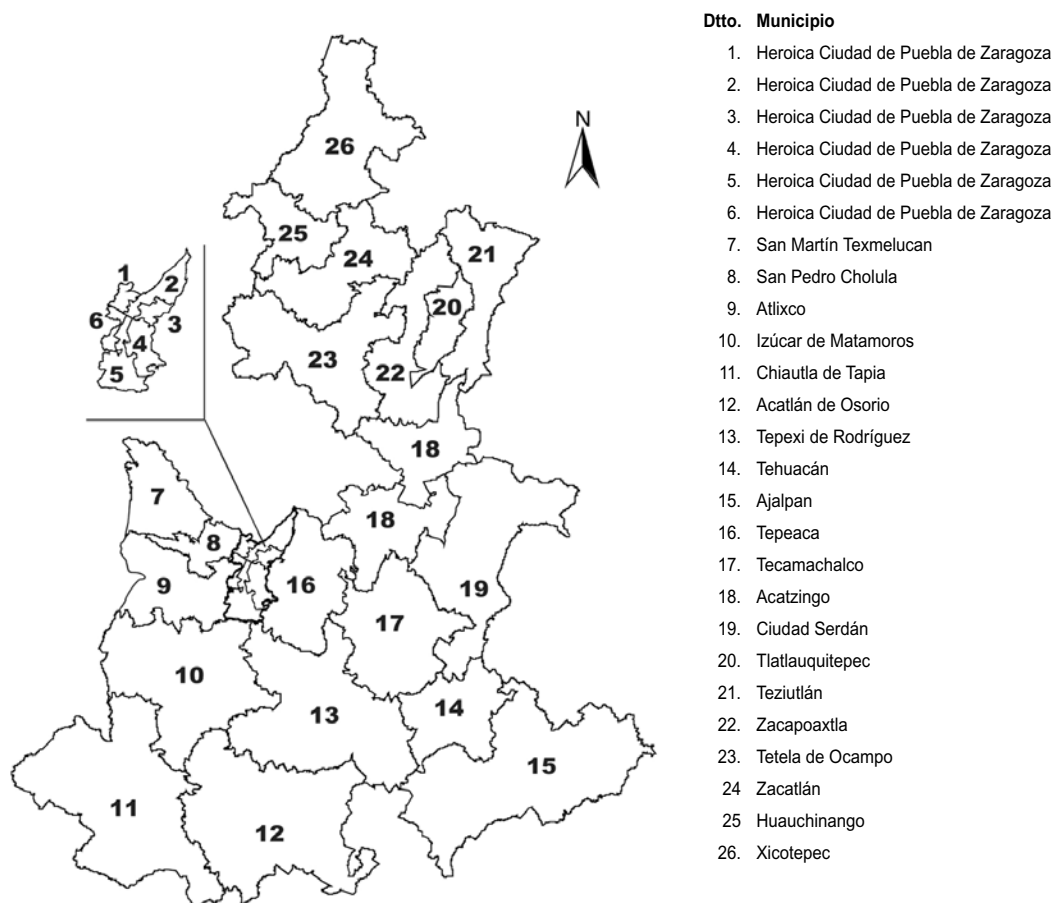 Dtto. Municipio
1. Heroica Ciudad de Puebla de Zaragoza
2. Heroica Ciudad de Puebla de Zaragoza
3. Heroica Ciudad de Puebla de Zaragoza
4. Heroica Ciudad de Puebla de Zaragoza
5. Heroica Ciudad de Puebla de Zaragoza
6. Heroica Ciudad de Puebla de Zaragoza
7. San Martín Texmelucan
8. San Pedro Cholula
9. Atlixco
10. Izúcar de Matamoros
11. Chiautla de Tapia
12. Acatlán de Osorio
13. Tepexi de Rodríguez
14. Tehuacán
15. Ajalpan
16. Tepeaca
17. Tecamachalco
18. Acatzingo
19. Ciudad Serdán
20. Tlatlauquitepec
21. Teziutlán
22. Zacapoaxtla
23. Tetela de Ocampo
24 Zacatlán
25 Huauchinango
26. Xicotepec
N
26
25
24
21
20
23
22
1
2
6
3
4
5
18
7
18
8
9
16
19
17
10
13
14
15
11
12